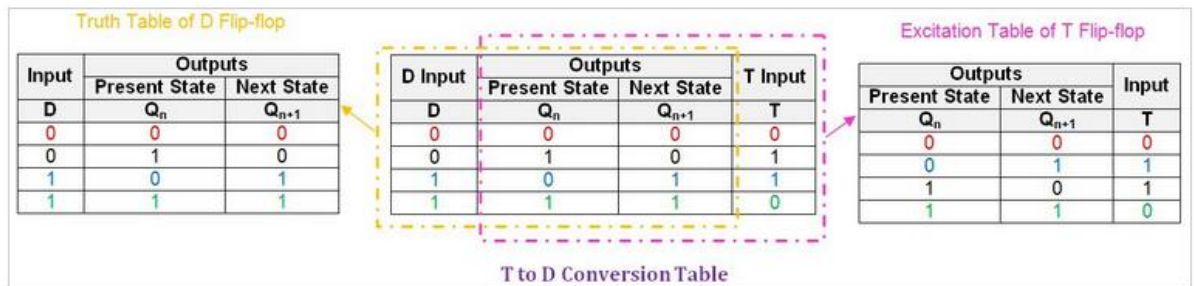 Truth Table of D Flip-flop
Input Outputs
Present State Next State
D Qn Qn+1
0 0 0
0 1 0
1 0 1
1 1 1
D Input Outputs T Input
Present State Next State
D Qn Qn+1 T
0 0 0 0
0 1 0 1
1 0 1 1
1 1 1 0
Excitation Table of T Flip-flop
Outputs Input
Present State Next State
Qn Qn+1 T
0 0 0
0 1 1
1 0 1
1 1 0
T to D Conversion Table